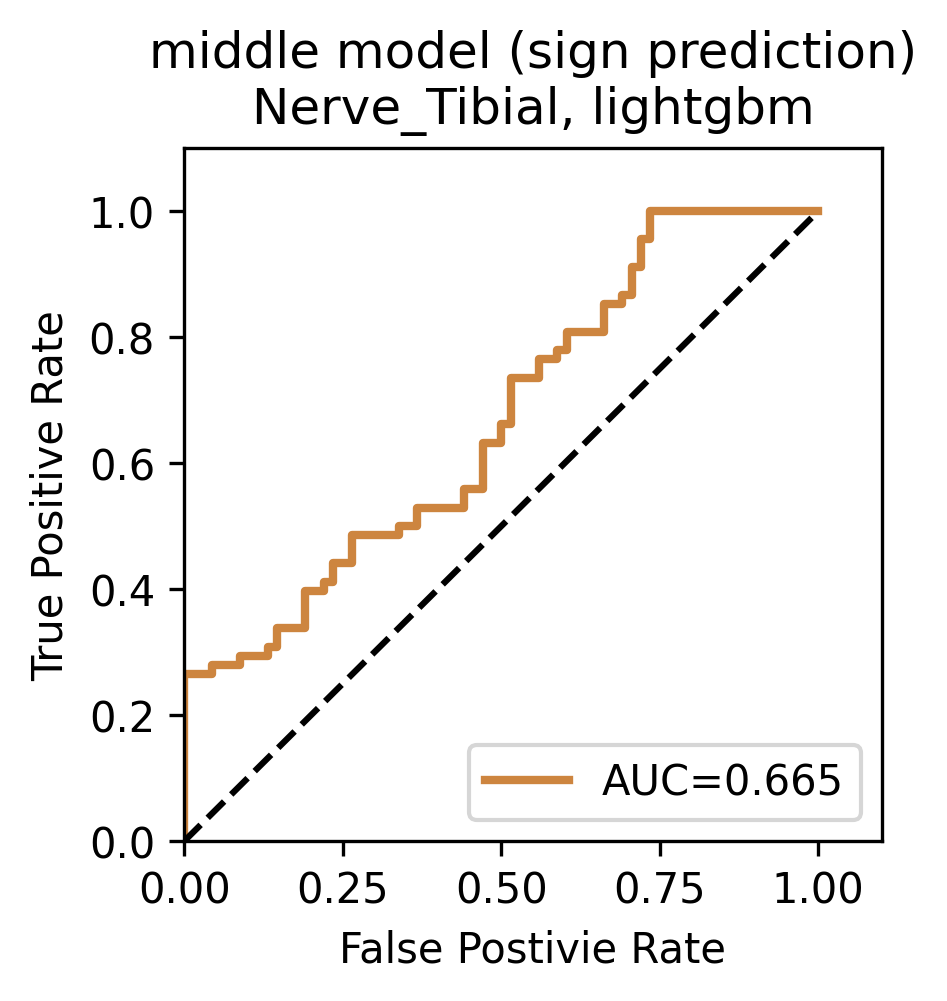 middle model (sign prediction)
Nerve_Tibial, lightgbm
True Positive Rate
1.0
0.8
0.6
0.4
0.2
0.0
AUC=0.665
0.00 0.25 0.50 0.75 1.00
False Postivie Rate